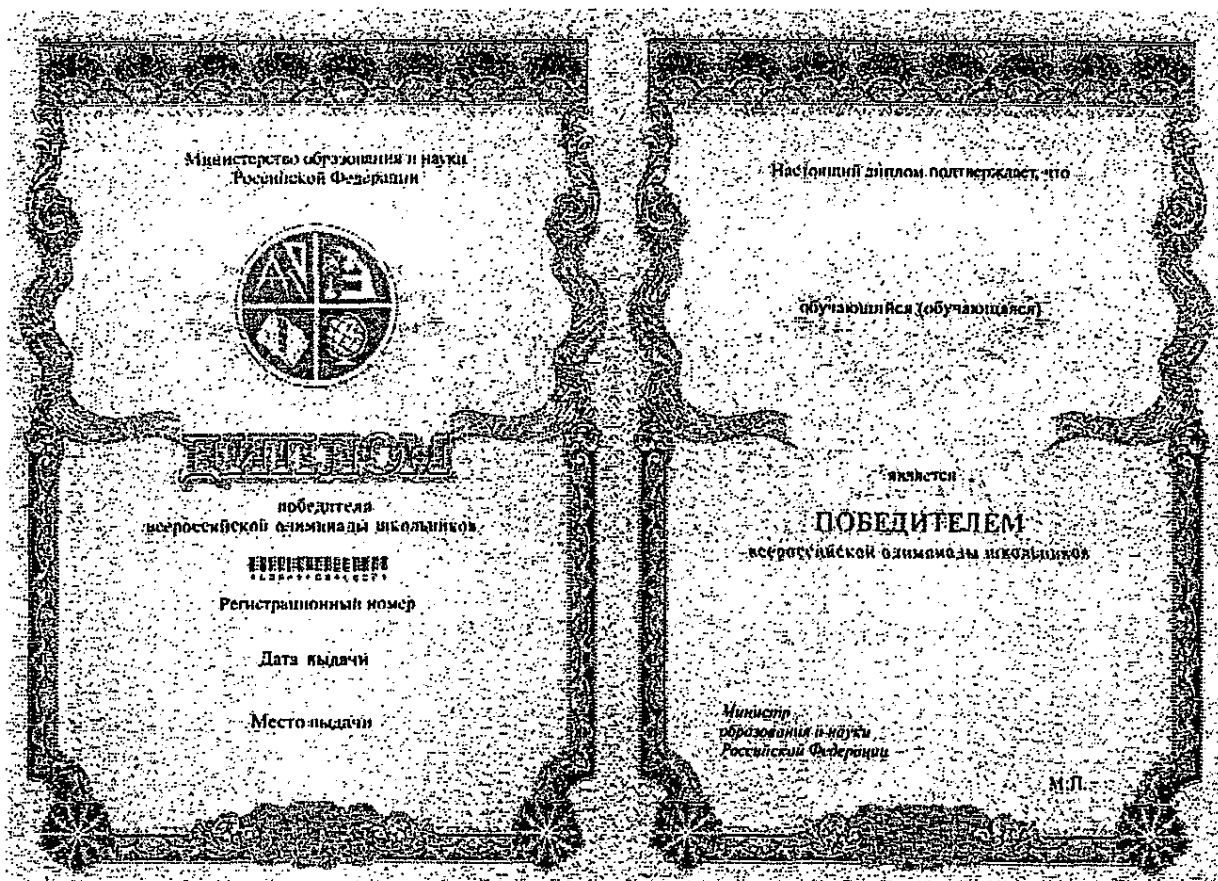 Министерство образования и науки
Российской Федерации
ДИПЛОМ
победителя
всероссийской олимпиады школьников
Регистрационный номер
Дата выдачи
Место выдачи
Настоящий диплом подтверждает, что
обучающийся (обучающаяся)
является
ПОБЕДИТЕЛЕМ
всероссийской олимпиады школьников
Министр
образования и науки
Российской Федерации
М.П.